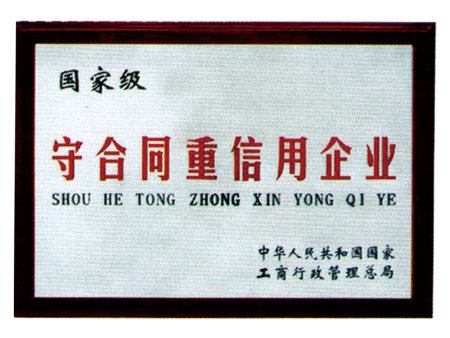 国家级
守合同重信用企业
SHOU HE TONG ZHONG XIN YONG QI YE
中华人民共和国国家
工商行政管理总局